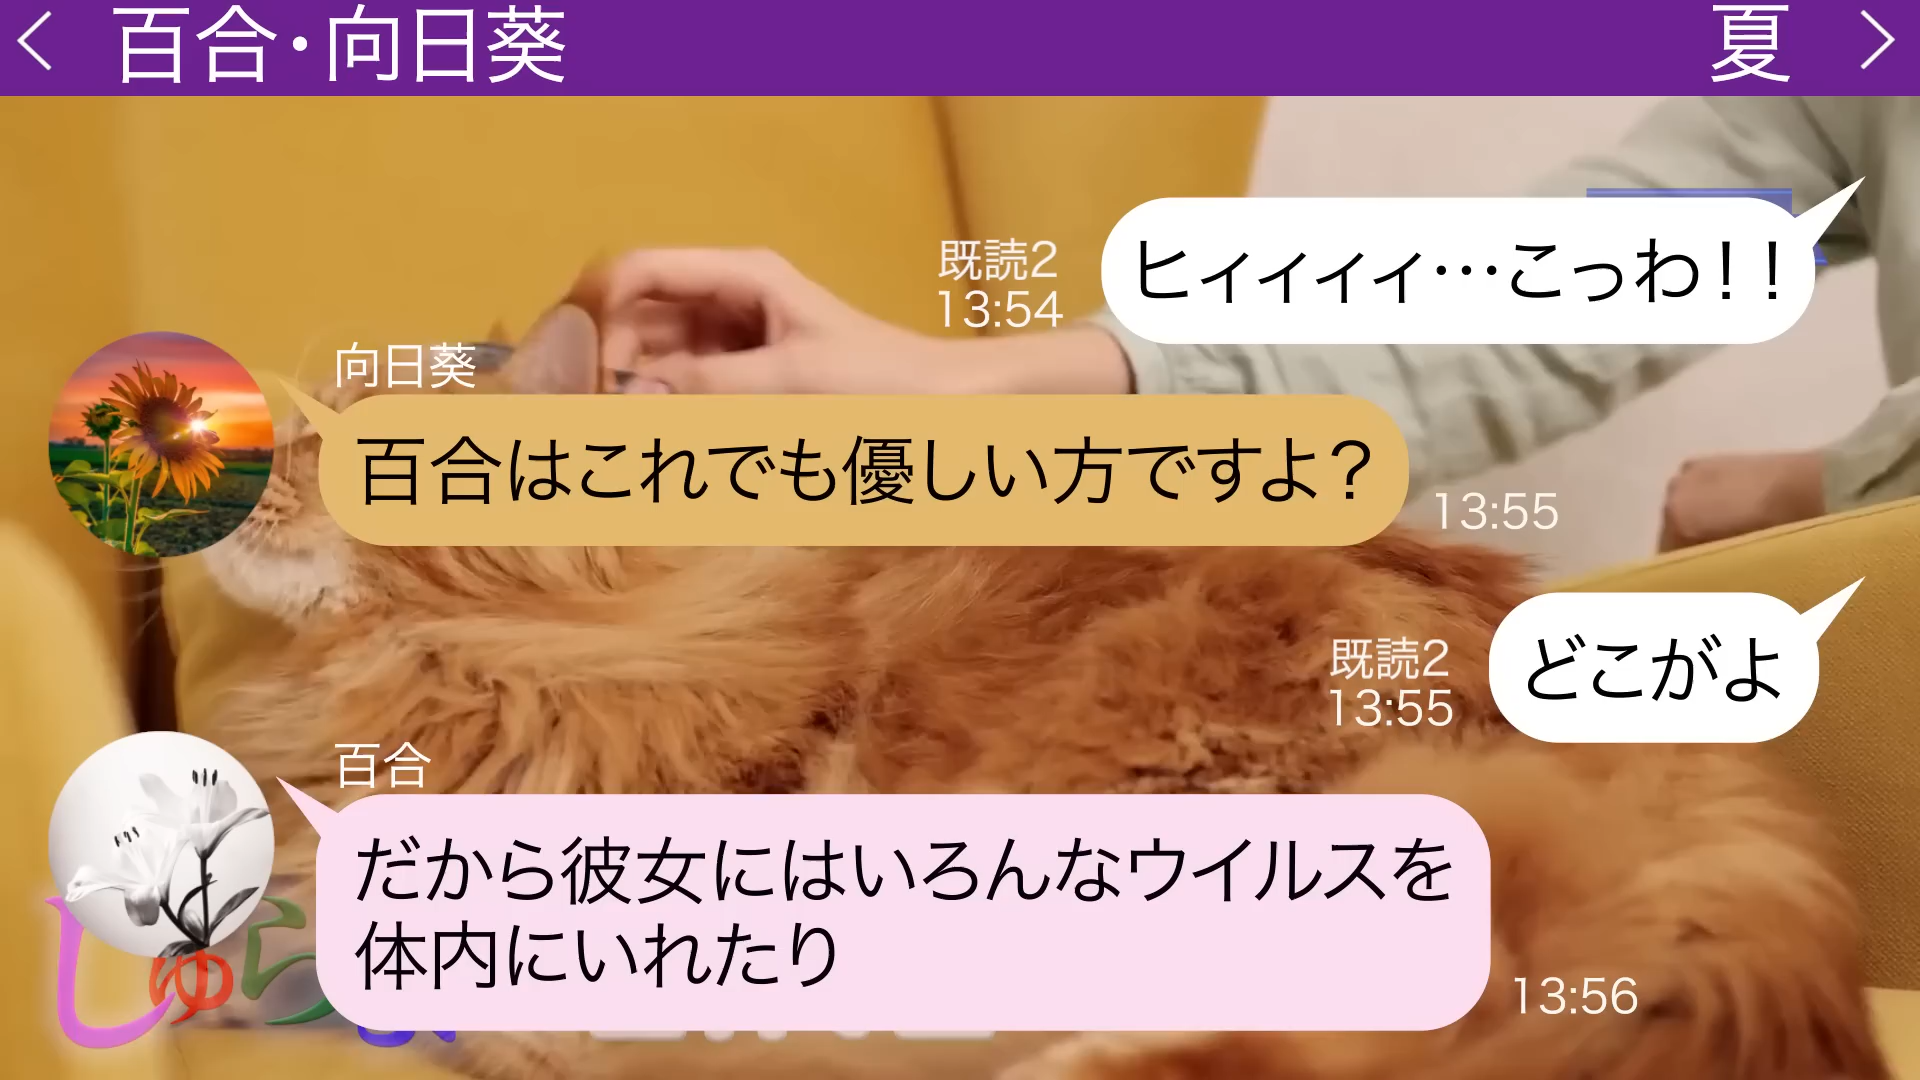 百合・向日葵 夏
ヒィィィィ…こっわ！！
既読2
13:54
向日葵
百合はこれでも優しい方ですよ？
13:55
どこがよ
既読2
13:55
百合
だから彼女にはいろんなウイルスを
体内にいれたり
13:56
しゅら